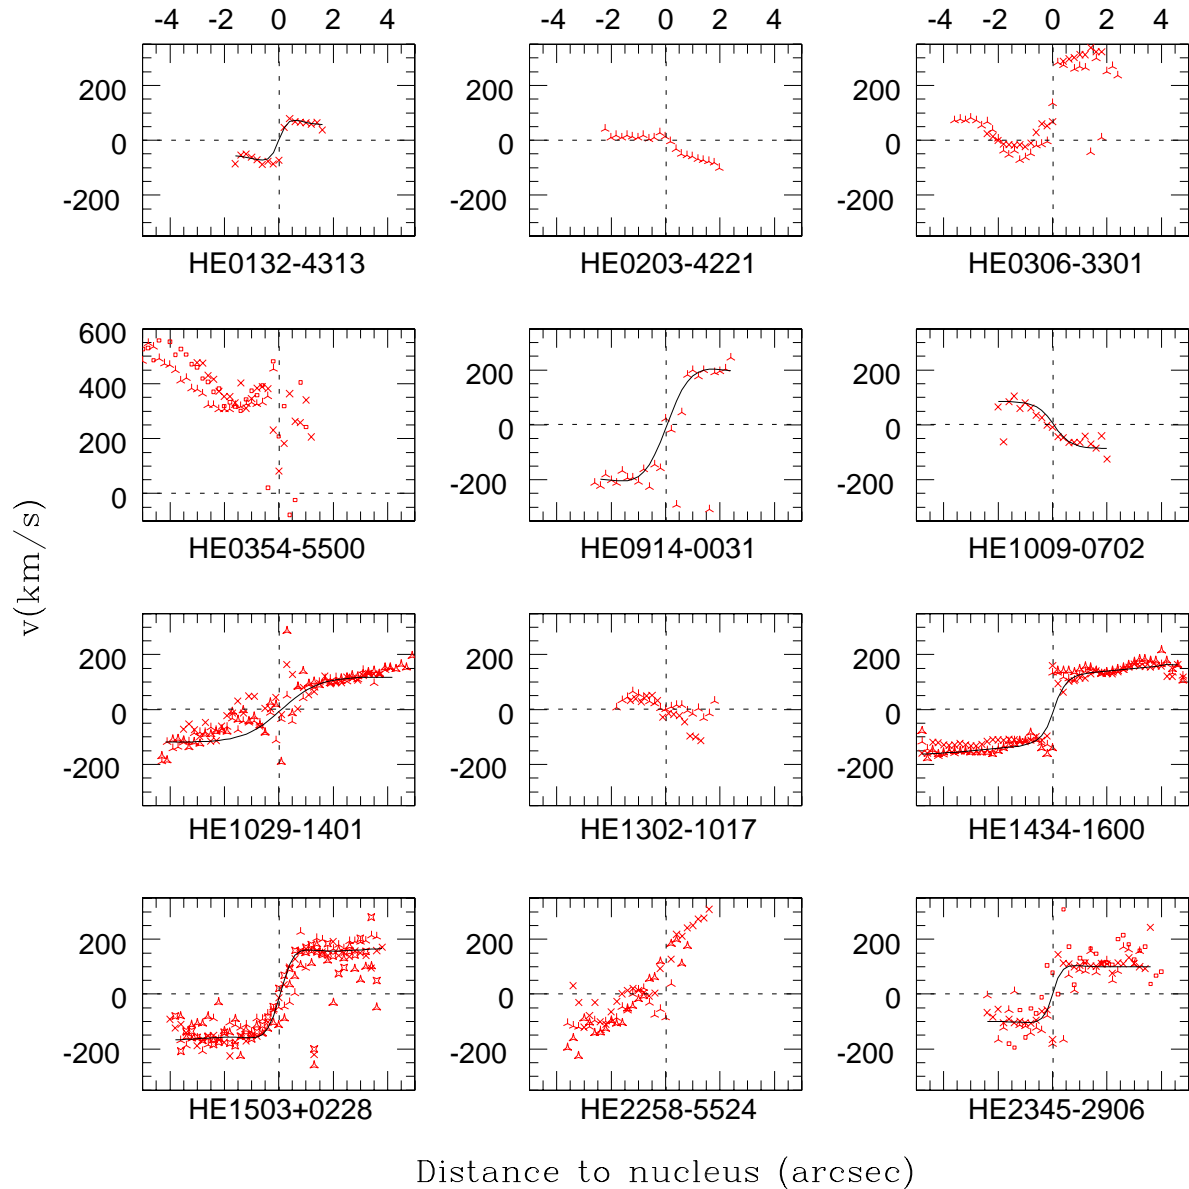 -4 -2 0 2 4 -4 -2 0 2 4 -4 -2 0 2 4
200 200 200
0 0 0
-200 -200 -200
HE0132-4313 HE0203-4221 HE0306-3301
600
400 200 200
200 0 0
0 -200 -200
HE0354-5500 HE0914-0031 HE1009-0702
v(km/s)
200 200 200
0 0 0
-200 -200 -200
HE1029-1401 HE1302-1017 HE1434-1600
200 200 200
0 0 0
-200 -200 -200
HE1503+0228 HE2258-5524 HE2345-2906
Distance to nucleus (arcsec)